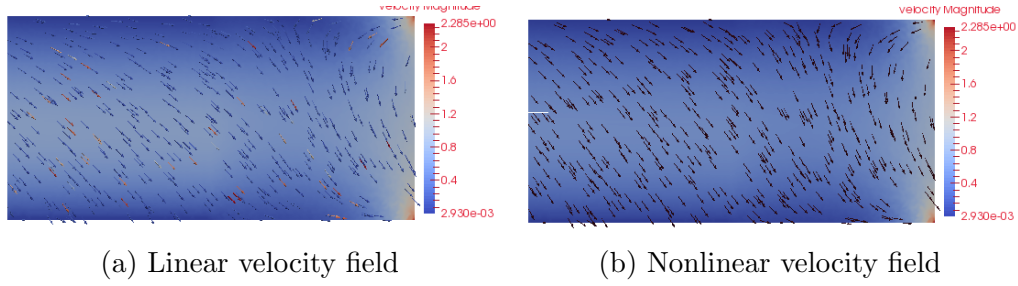 velocity Magnitude
2.285e+00
2
1.6
1.2
0.8
0.4
2.930e-03
(a) Linear velocity field
velocity Magnitude
2.285e+00
2
1.6
1.2
0.8
0.4
2.930e-03
(b) Nonlinear velocity field